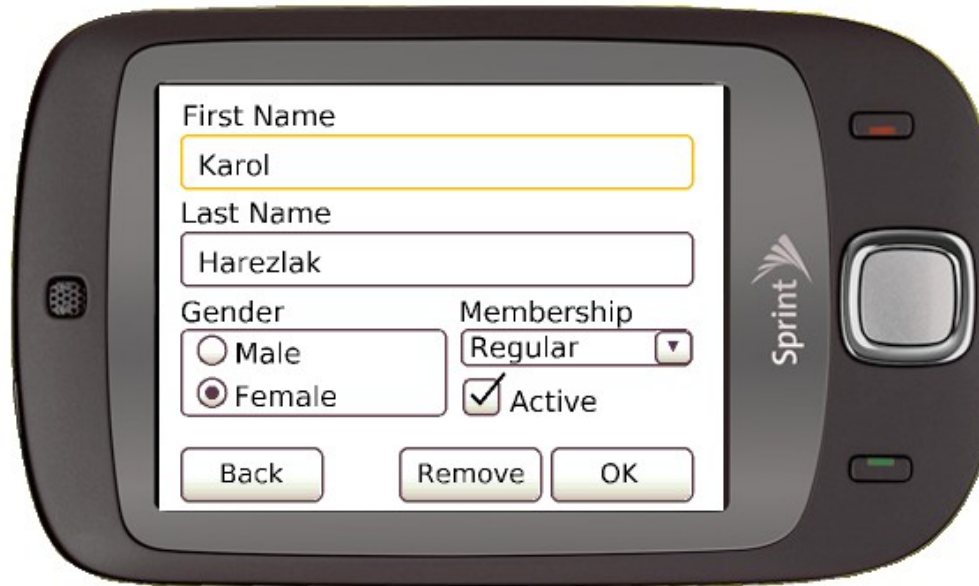 First Name
Karol
Last Name
Harezlak
Gender
Membership
Male
Regular
Female
Active
Back
Remove
OK
Sprint